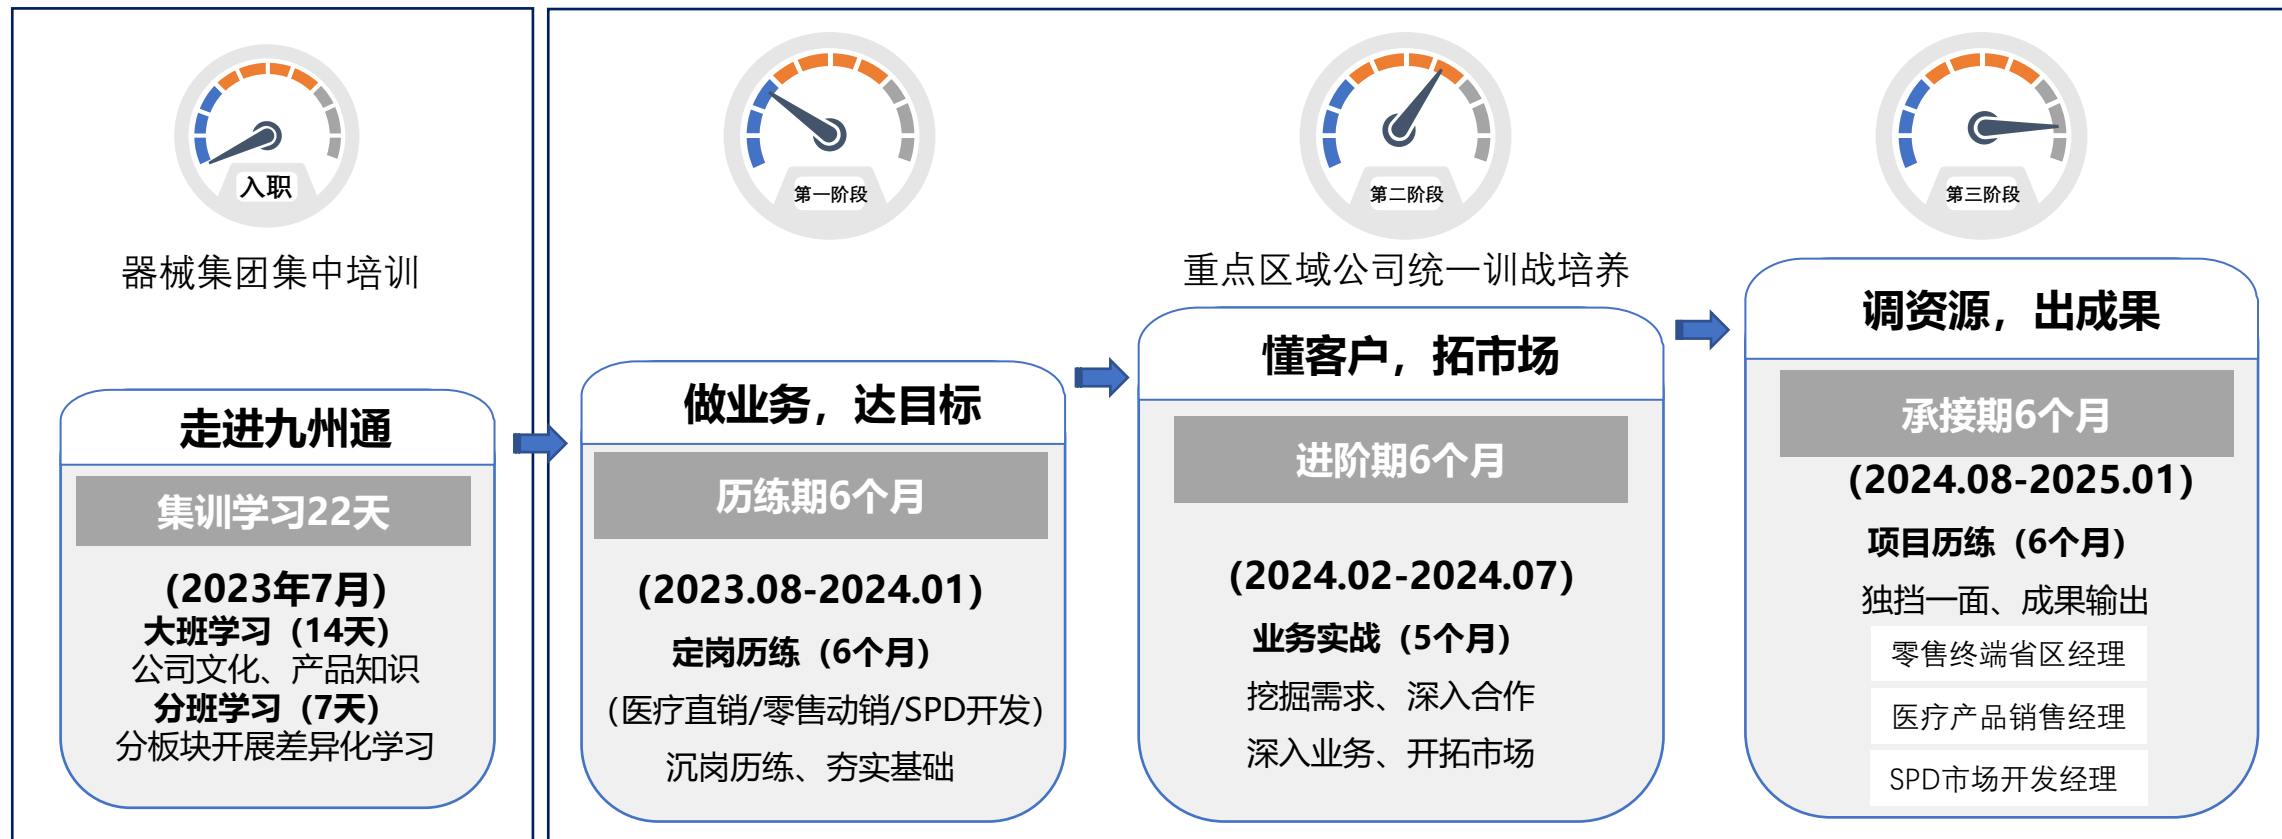 入职
器械集团集中培训
走进九州通
集训学习22天
(2023年7月)
大班学习（14天）
公司文化、产品知识
分班学习（7天）
分板块开展差异化学习
第一阶段
做业务，达目标
历练期6个月
(2023.08-2024.01)
定岗历练（6个月）
（医疗直销/零售动销/SPD开发）
沉岗历练、夯实基础
第二阶段
重点区域公司统一训战培养
懂客户，拓市场
进阶期6个月
(2024.02-2024.07)
业务实战（5个月）
挖掘需求、深入合作
深入业务、开拓市场
第三阶段
调资源，出成果
承接期6个月
(2024.08-2025.01)
项目历练（6个月）
独挡一面、成果输出
零售终端省区经理
医疗产品销售经理
SPD市场开发经理